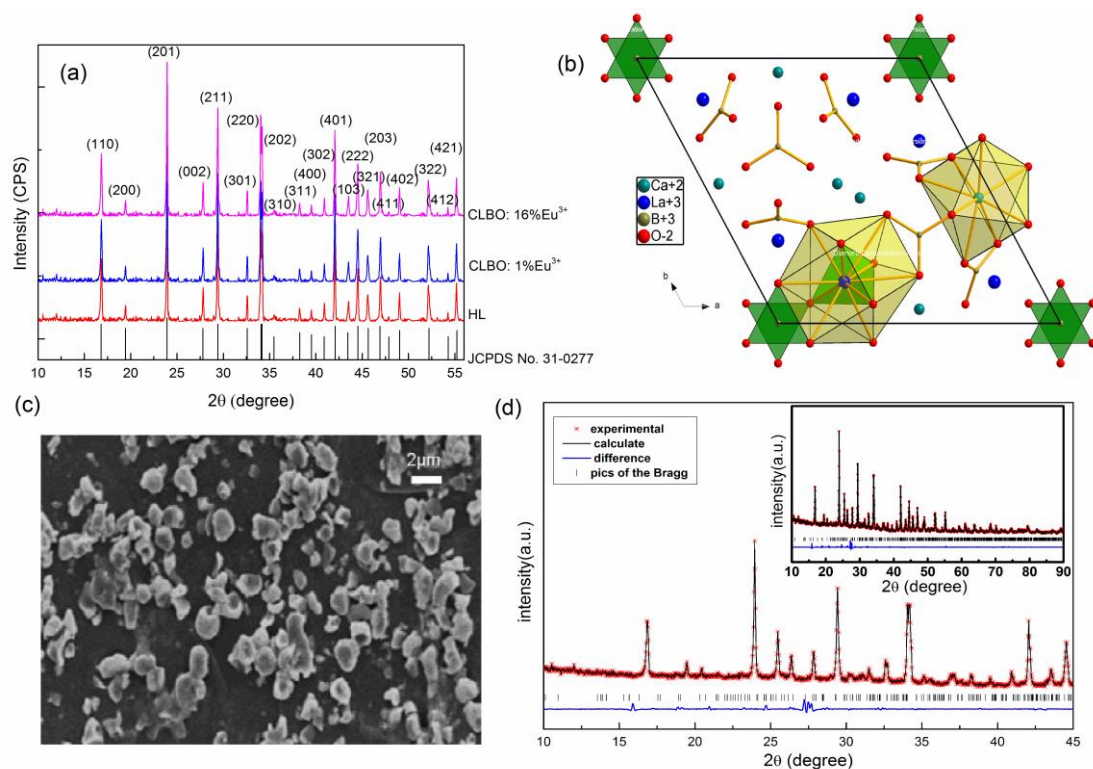 (a)
Intensity (CPS)
(110)
(200)
(201)
(002)
(211)
(301)
(220)
(202)
(310)
(311)
(400)
(302)
(401)
(103)
(222)
(321)
(203)
(411)
(402)
(322)
(412)
(421)
CLBO: 16%Eu³⁺
CLBO: 1%Eu³⁺
HL
JCPDS No. 31-0277
10 15 20 25 30 35 40 45 50 55
2θ (degree)
(b)
Ca+2
La+3
B+3
O-2
b
a
(c)
2μm
(d)
experimental
calculate
difference
pics of the Bragg
intensity(a.u.)
10 15 20 25 30 35 40 45
2θ (degree)
intensity(a.u.)
10 20 30 40 50 60 70 80 90
2θ (degree)